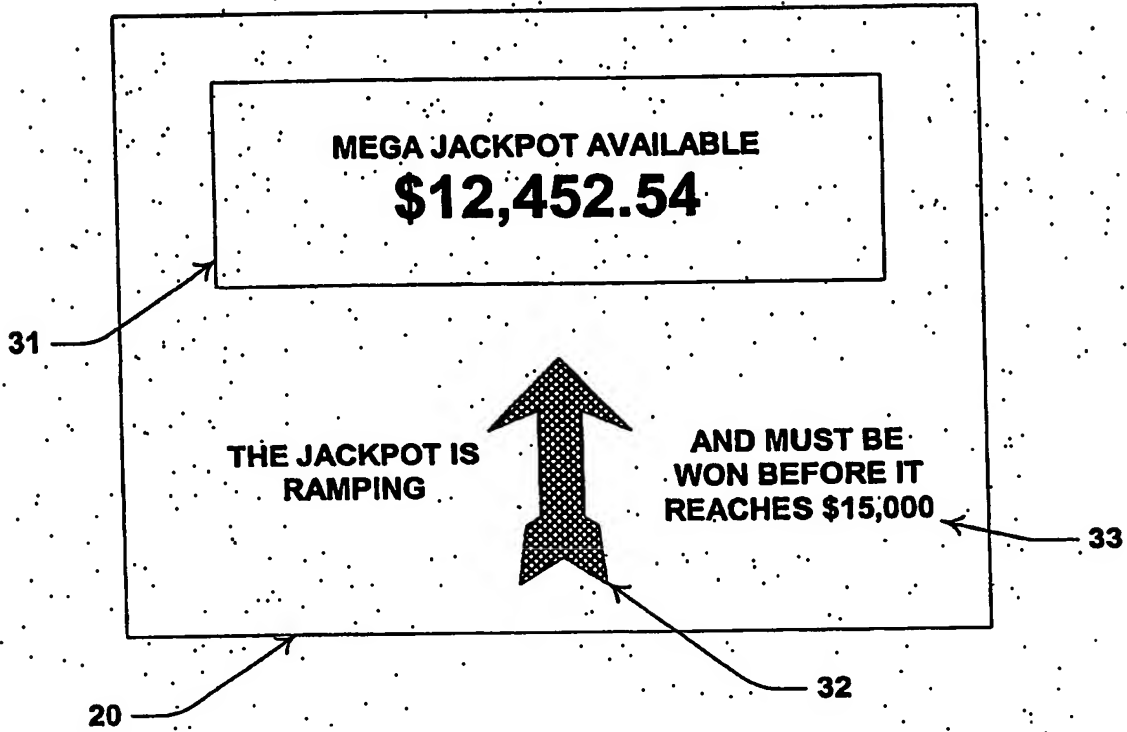 MEGA JACKPOT AVAILABLE
$12,452.54
31
THE JACKPOT IS
RAMPING
AND MUST BE
WON BEFORE IT
REACHES $15,000
33
32
20